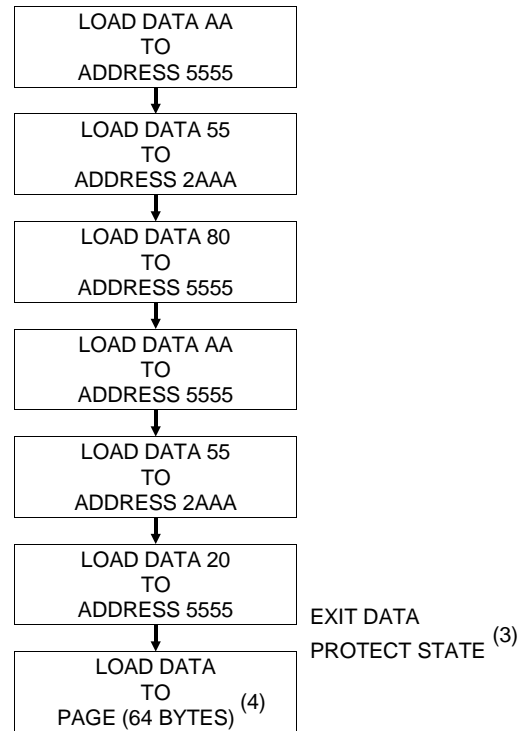 LOAD DATA AA
TO
ADDRESS 5555
LOAD DATA 55
TO
ADDRESS 2AAA
LOAD DATA 80
TO
ADDRESS 5555
LOAD DATA AA
TO
ADDRESS 5555
LOAD DATA 55
TO
ADDRESS 2AAA
LOAD DATA 20
TO
ADDRESS 5555
EXIT DATA
PROTECT STATE (3)
LOAD DATA
TO
PAGE (64 BYTES) (4)